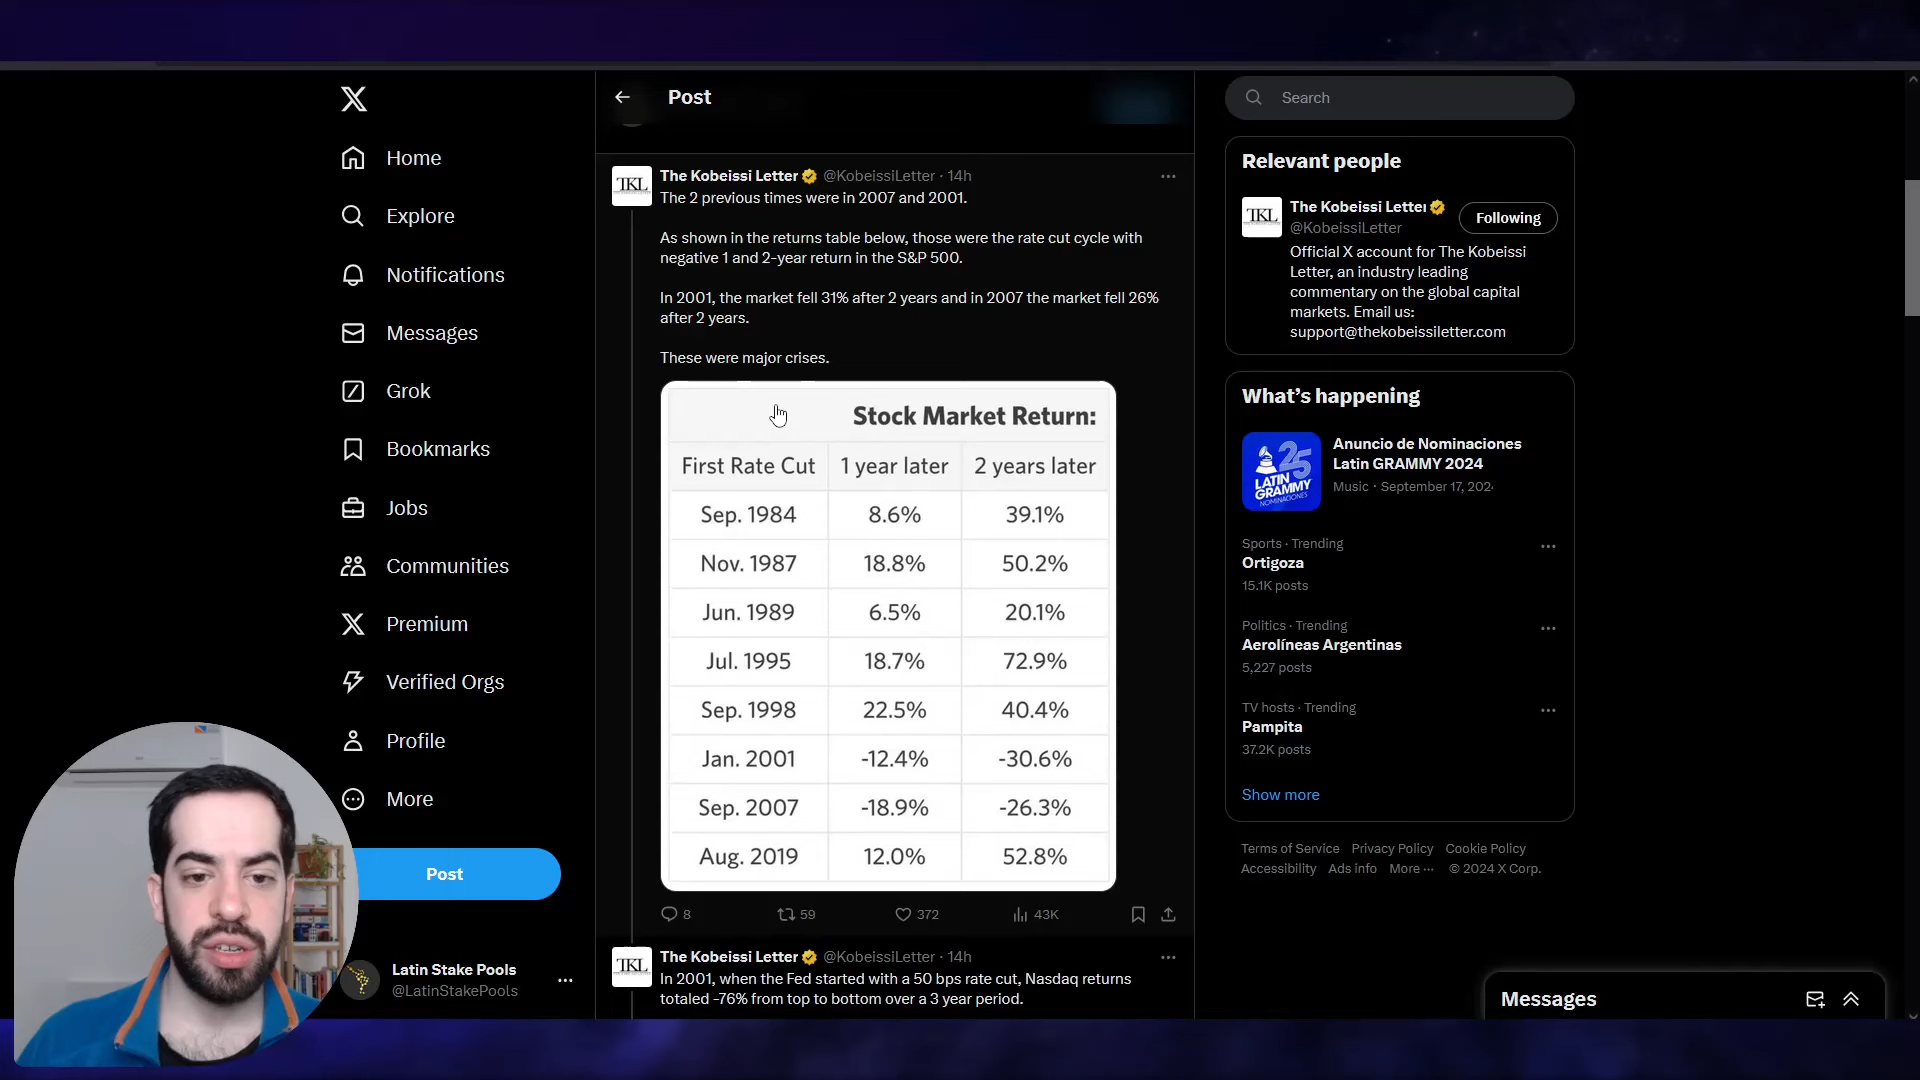 Home
Explore
Notifications
Messages
Grok
Bookmarks
Jobs
Communities
Premium
Verified Orgs
Profile
More
Post
Latin Stake Pools
@LatinStakePools
Post
TKL
The Kobeissi Letter @KobeissiLetter · 14h
The 2 previous times were in 2007 and 2001.
As shown in the returns table below, those were the rate cut cycle with
negative 1 and 2-year return in the S&P 500.
In 2001, the market fell 31% after 2 years and in 2007 the market fell 26%
after 2 years.
These were major crises.
Stock Market Return:
First Rate Cut 1 year later 2 years later
Sep. 1984 8.6% 39.1%
Nov. 1987 18.8% 50.2%
Jun. 1989 6.5% 20.1%
Jul. 1995 18.7% 72.9%
Sep. 1998 22.5% 40.4%
Jan. 2001 -12.4% -30.6%
Sep. 2007 -18.9% -26.3%
Aug. 2019 12.0% 52.8%
8 59 372 43K
TKL
The Kobeissi Letter @KobeissiLetter · 14h
In 2001, when the Fed started with a 50 bps rate cut, Nasdaq returns
totaled -76% from top to bottom over a 3 year period.
Search
Relevant people
TKL
The Kobeissi Letter
@KobeissiLetter
Following
Official X account for The Kobeissi
Letter, an industry leading
commentary on the global capital
markets. Email us:
support@thekobeissiletter.com
What's happening
25
LATIN
GRAMMY
NOMINACIONES
Anuncio de Nominaciones
Latin GRAMMY 2024
Music · September 17, 202
Sports · Trending
Ortigoza
15.1K posts
Politics · Trending
Aerolíneas Argentinas
5,227 posts
TV hosts · Trending
Pampita
37.2K posts
Show more
Terms of Service Privacy Policy Cookie Policy
Accessibility Ads info More ··· © 2024 X Corp.
Messages